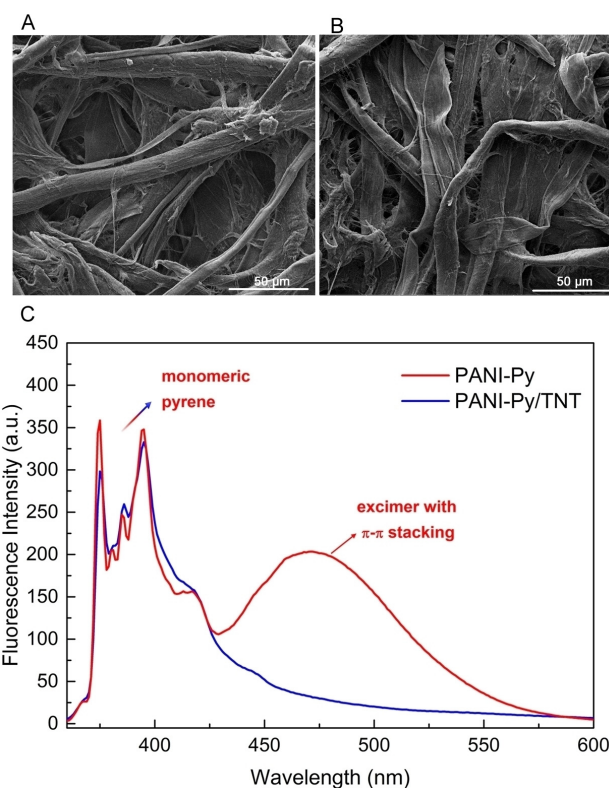 A
B
50 μm
50 μm
C
450
400
350
300
250
200
150
100
50
0
Fluorescence Intensity (a.u.)
monomeric
pyrene
PANI-Py
PANI-Py/TNT
excimer with
π-π stacking
400
450
500
550
600
Wavelength (nm)